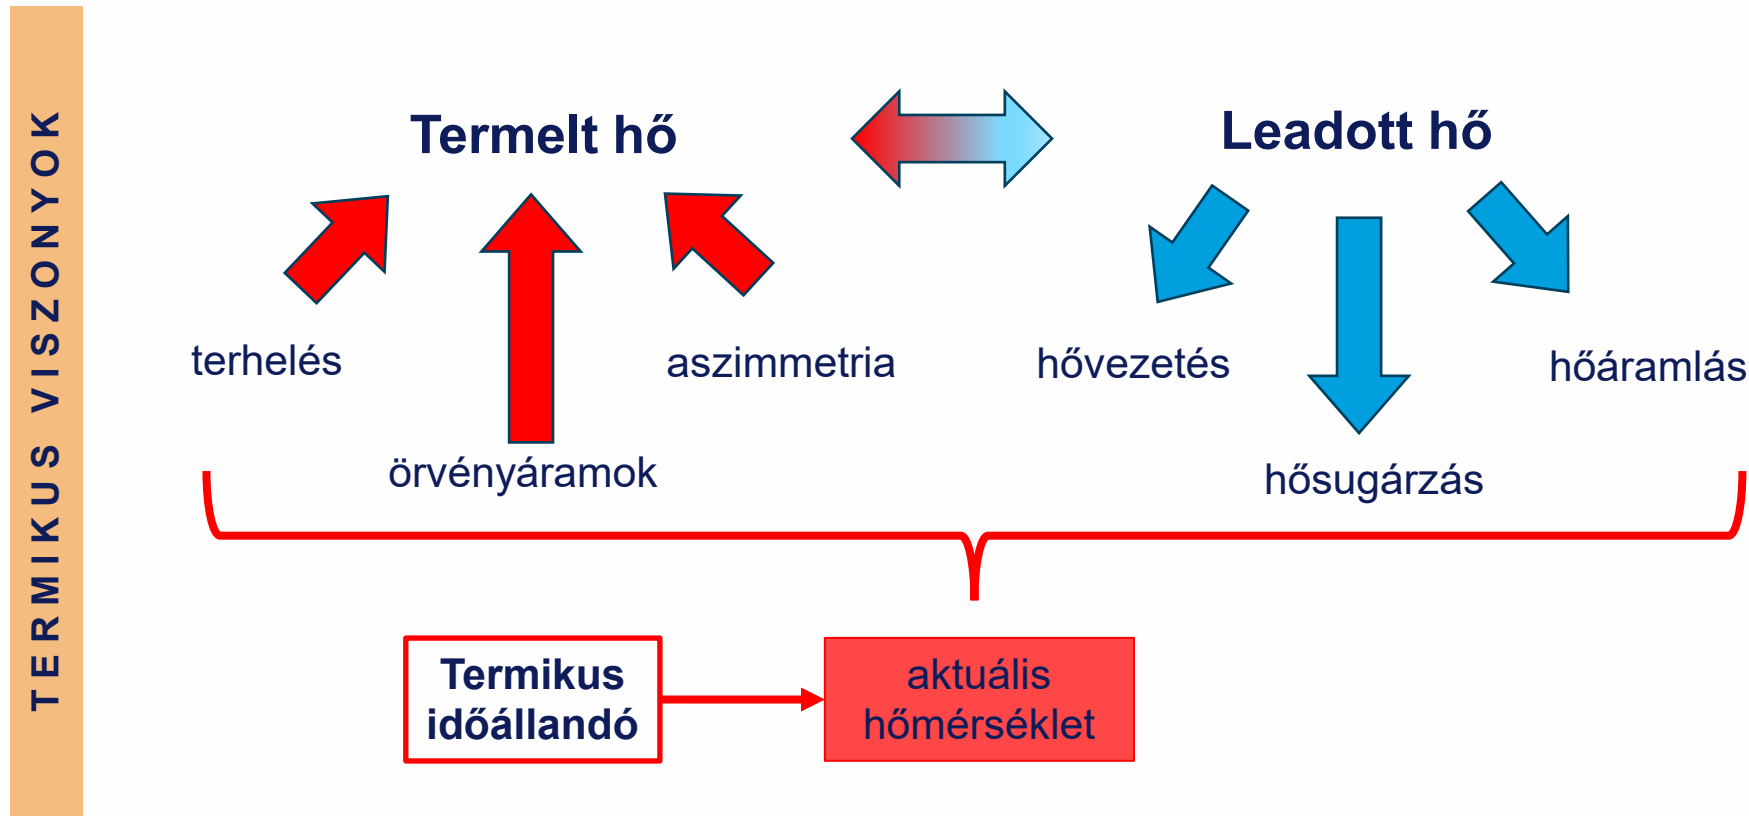 TERMIKUS VISZONYOK
Termelt hő
Leadott hő
terhelés
aszimmetria
hővezetés
hőáramlás
örvényáramok
hősugárzás
Termikus
időállandó
aktuális
hőmérséklet